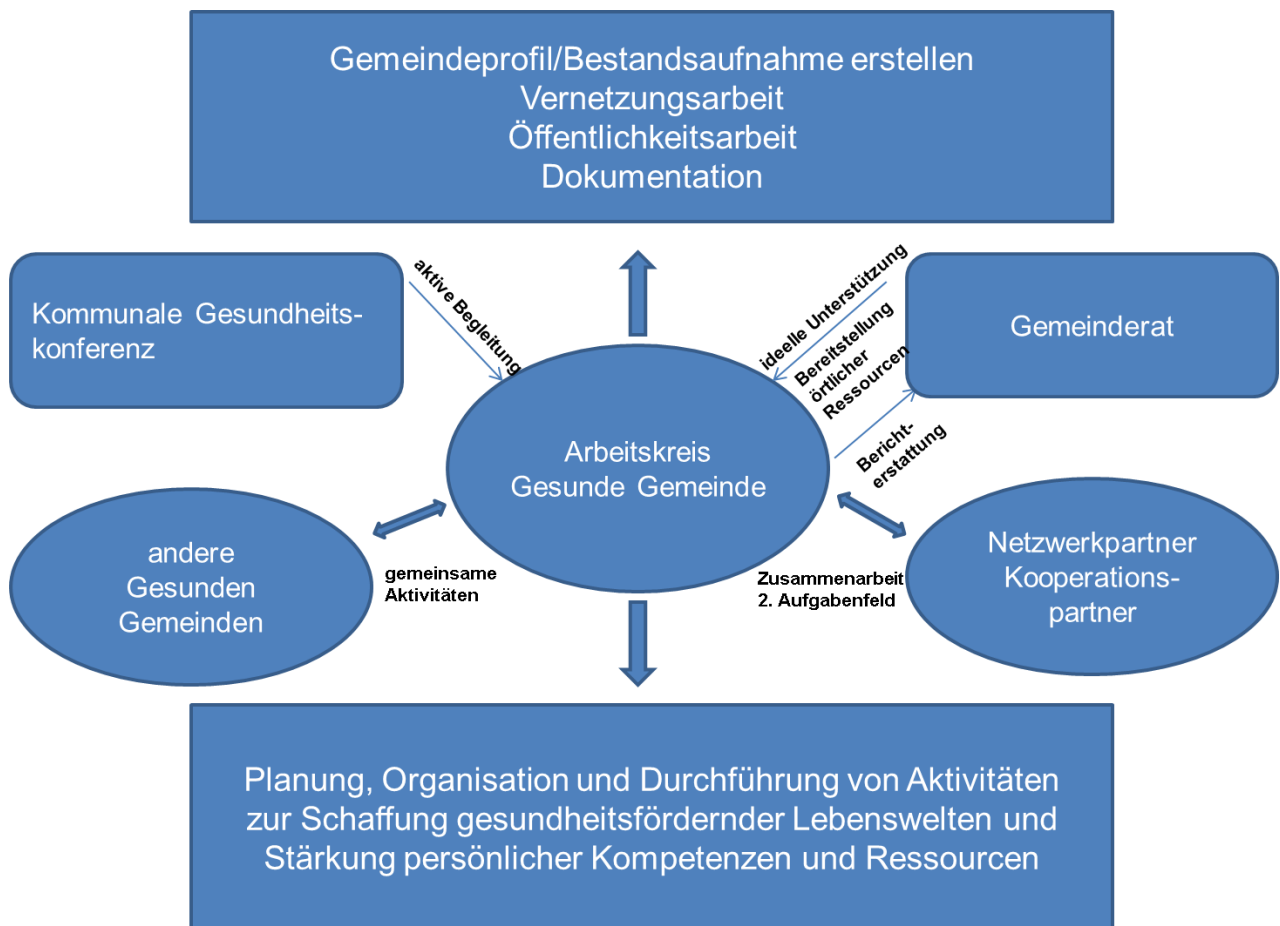 Gemeindeprofil/Bestandsaufnahme erstellen
Vernetzungsarbeit
Öffentlichkeitsarbeit
Dokumentation
Kommunale Gesundheits-
konferenz
aktive Begleitung
ideelle Unterstützung
Bereitstellung
örtlicher
Ressourcen
Gemeinderat
Bericht-
erstattung
Arbeitskreis
Gesunde Gemeinde
andere
Gesunden
Gemeinden
gemeinsame
Aktivitäten
Zusammenarbeit
2. Aufgabenfeld
Netzwerkpartner
Kooperations-
partner
Planung, Organisation und Durchführung von Aktivitäten
zur Schaffung gesundheitsfördernder Lebenswelten und
Stärkung persönlicher Kompetenzen und Ressourcen